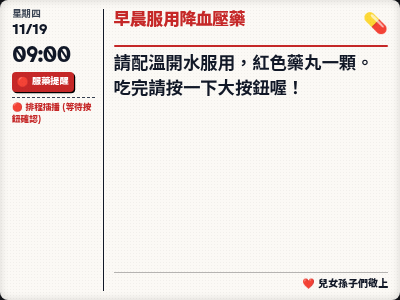 星期四
11/19
09:00
服藥提醒
排程插播 (等待按
鈕確認)
早晨服用降血壓藥
請配溫開水服用，紅色藥丸一顆。
吃完請按一下大按鈕喔！
兒女孫子們敬上